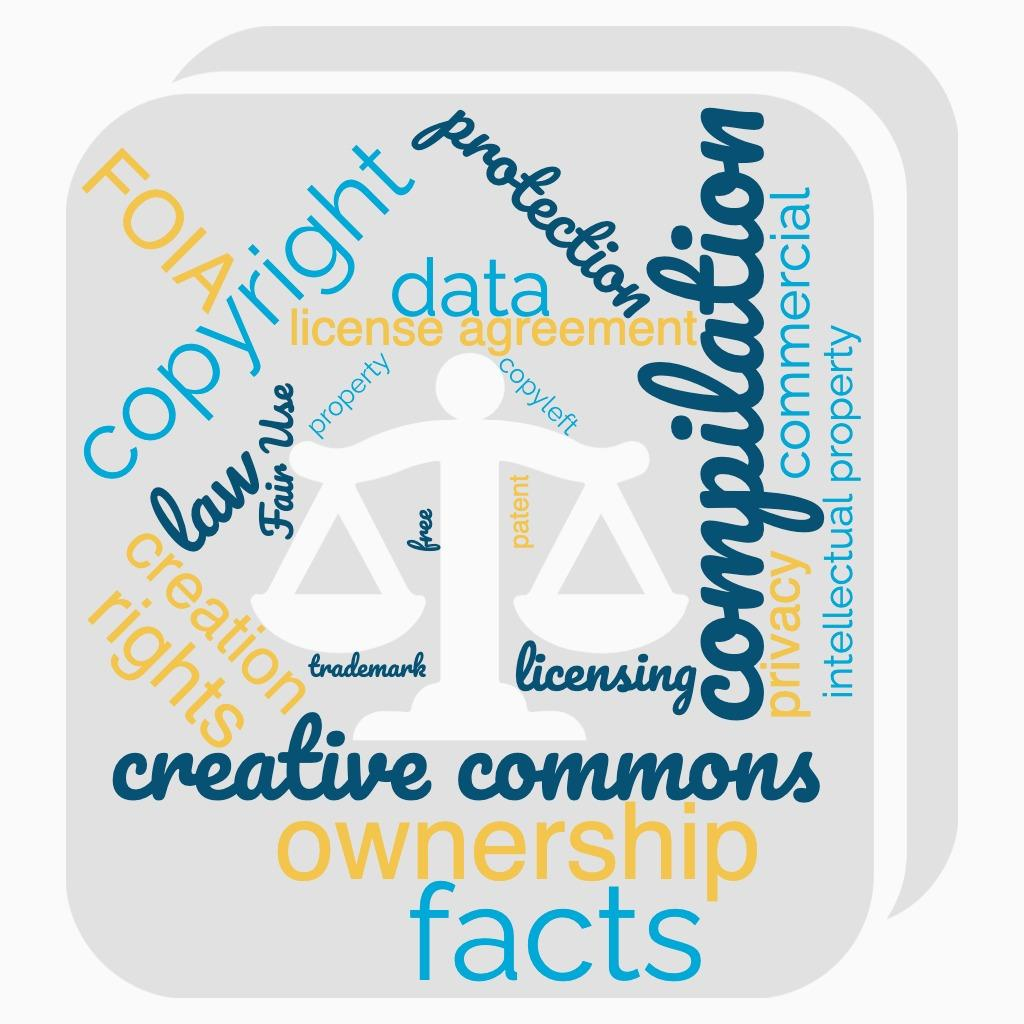 FOIA
Copyright
protection
data
license agreement
compilation
commercial
intellectual property
privacy
property
copyleft
law
Fair Use
free
patent
creation
rights
trademark
licensing
creative commons
ownership
facts